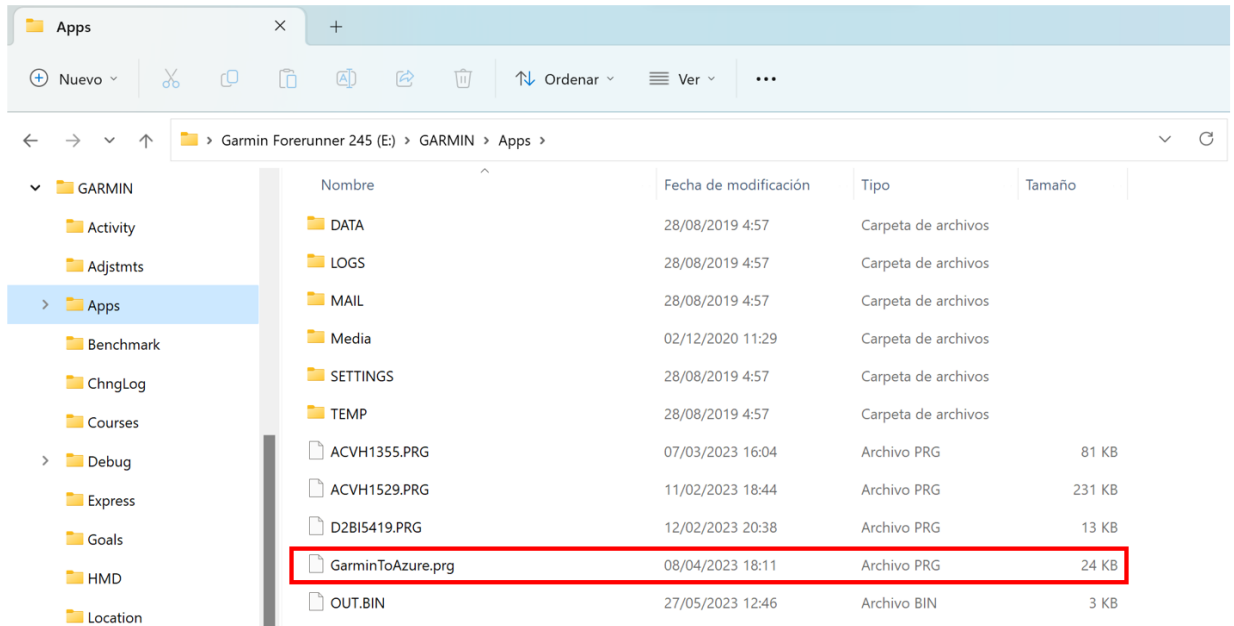 Apps
Nuevo
Ordenar
Ver
Garmin Forerunner 245 (E:) > GARMIN > Apps >
GARMIN
Activity
Adjstmts
Apps
Benchmark
ChngLog
Courses
Debug
Express
Goals
HMD
Location
Nombre Fecha de modificación Tipo Tamaño
DATA 28/08/2019 4:57 Carpeta de archivos
LOGS 28/08/2019 4:57 Carpeta de archivos
MAIL 28/08/2019 4:57 Carpeta de archivos
Media 02/12/2020 11:29 Carpeta de archivos
SETTINGS 28/08/2019 4:57 Carpeta de archivos
TEMP 28/08/2019 4:57 Carpeta de archivos
ACVH1355.PRG 07/03/2023 16:04 Archivo PRG 81 KB
ACVH1529.PRG 11/02/2023 18:44 Archivo PRG 231 KB
D2BI5419.PRG 12/02/2023 20:38 Archivo PRG 13 KB
GarminToAzure.prg 08/04/2023 18:11 Archivo PRG 24 KB
OUT.BIN 27/05/2023 12:46 Archivo BIN 3 KB